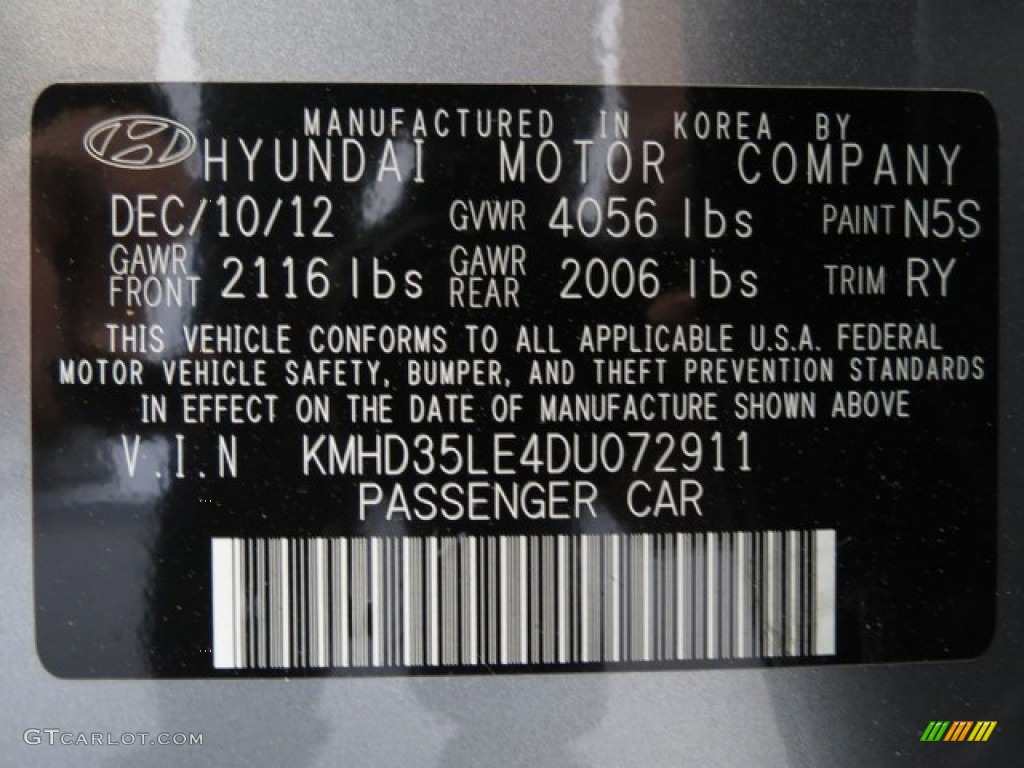 MANUFACTURED IN KOREA BY
HYUNDAI MOTOR COMPANY
DEC/10/12 GVWR 4056 lbs PAINT N5S
GAWR FRONT 2116 lbs GAWR REAR 2006 lbs TRIM RY
THIS VEHICLE CONFORMS TO ALL APPLICABLE U.S.A. FEDERAL
MOTOR VEHICLE SAFETY, BUMPER, AND THEFT PREVENTION STANDARDS
IN EFFECT ON THE DATE OF MANUFACTURE SHOWN ABOVE
V.I.N KMHD35LE4DU072911
PASSENGER CAR
GTCARLOT.COM